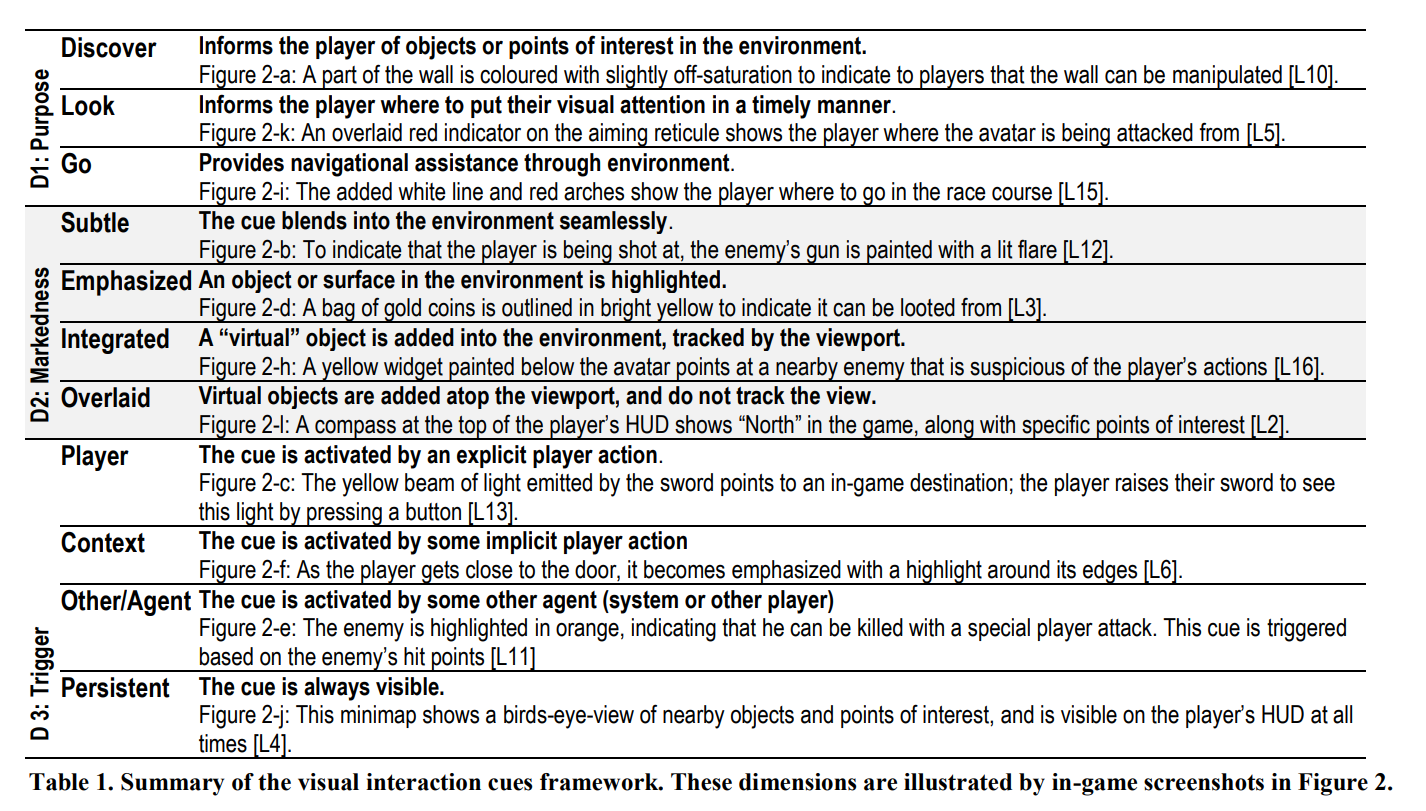 D1: Purpose
Discover Informs the player of objects or points of interest in the environment.
Figure 2-a: A part of the wall is coloured with slightly off-saturation to indicate to players that the wall can be manipulated [L10].
Look Informs the player where to put their visual attention in a timely manner.
Figure 2-k: An overlaid red indicator on the aiming reticule shows the player where the avatar is being attacked from [L5].
Go Provides navigational assistance through environment.
Figure 2-i: The added white line and red arches show the player where to go in the race course [L15].
D2: Markedness
Subtle The cue blends into the environment seamlessly.
Figure 2-b: To indicate that the player is being shot at, the enemy's gun is painted with a lit flare [L12].
Emphasized An object or surface in the environment is highlighted.
Figure 2-d: A bag of gold coins is outlined in bright yellow to indicate it can be looted from [L3].
Integrated A “virtual” object is added into the environment, tracked by the viewport.
Figure 2-h: A yellow widget painted below the avatar points at a nearby enemy that is suspicious of the player's actions [L16].
Overlaid Virtual objects are added atop the viewport, and do not track the view.
Figure 2-l: A compass at the top of the player's HUD shows “North” in the game, along with specific points of interest [L2].
D 3: Trigger
Player The cue is activated by an explicit player action.
Figure 2-c: The yellow beam of light emitted by the sword points to an in-game destination; the player raises their sword to see
this light by pressing a button [L13].
Context The cue is activated by some implicit player action
Figure 2-f: As the player gets close to the door, it becomes emphasized with a highlight around its edges [L6].
Other/Agent The cue is activated by some other agent (system or other player)
Figure 2-e: The enemy is highlighted in orange, indicating that he can be killed with a special player attack. This cue is triggered
based on the enemy's hit points [L11]
Persistent The cue is always visible.
Figure 2-j: This minimap shows a birds-eye-view of nearby objects and points of interest, and is visible on the player's HUD at all
times [L4].
Table 1. Summary of the visual interaction cues framework. These dimensions are illustrated by in-game screenshots in Figure 2.